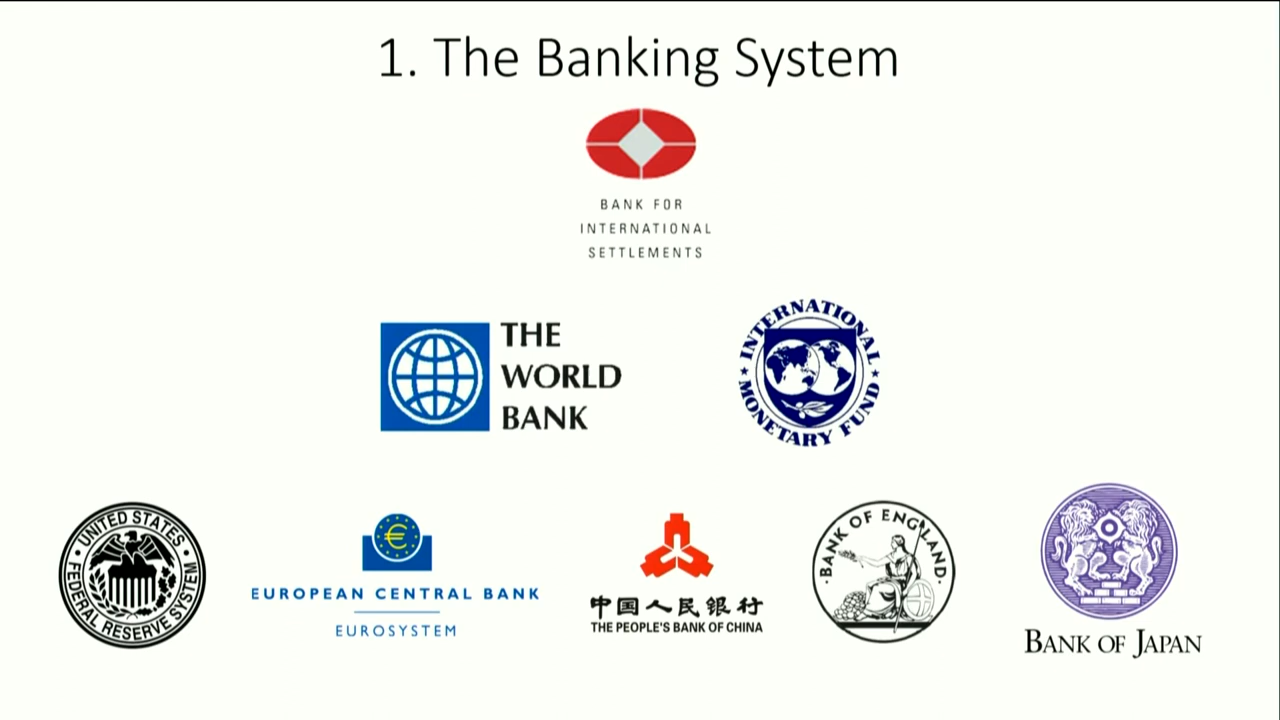 1. The Banking System
BANK FOR
INTERNATIONAL
SETTLEMENTS
THE
WORLD
BANK
INTERNATIONAL
MONETARY FUND
UNITED STATES
FEDERAL RESERVE SYSTEM
€
EUROPEAN CENTRAL BANK
EUROSYSTEM
中国人民银行
THE PEOPLE'S BANK OF CHINA
BANK OF ENGLAND
BANK OF JAPAN